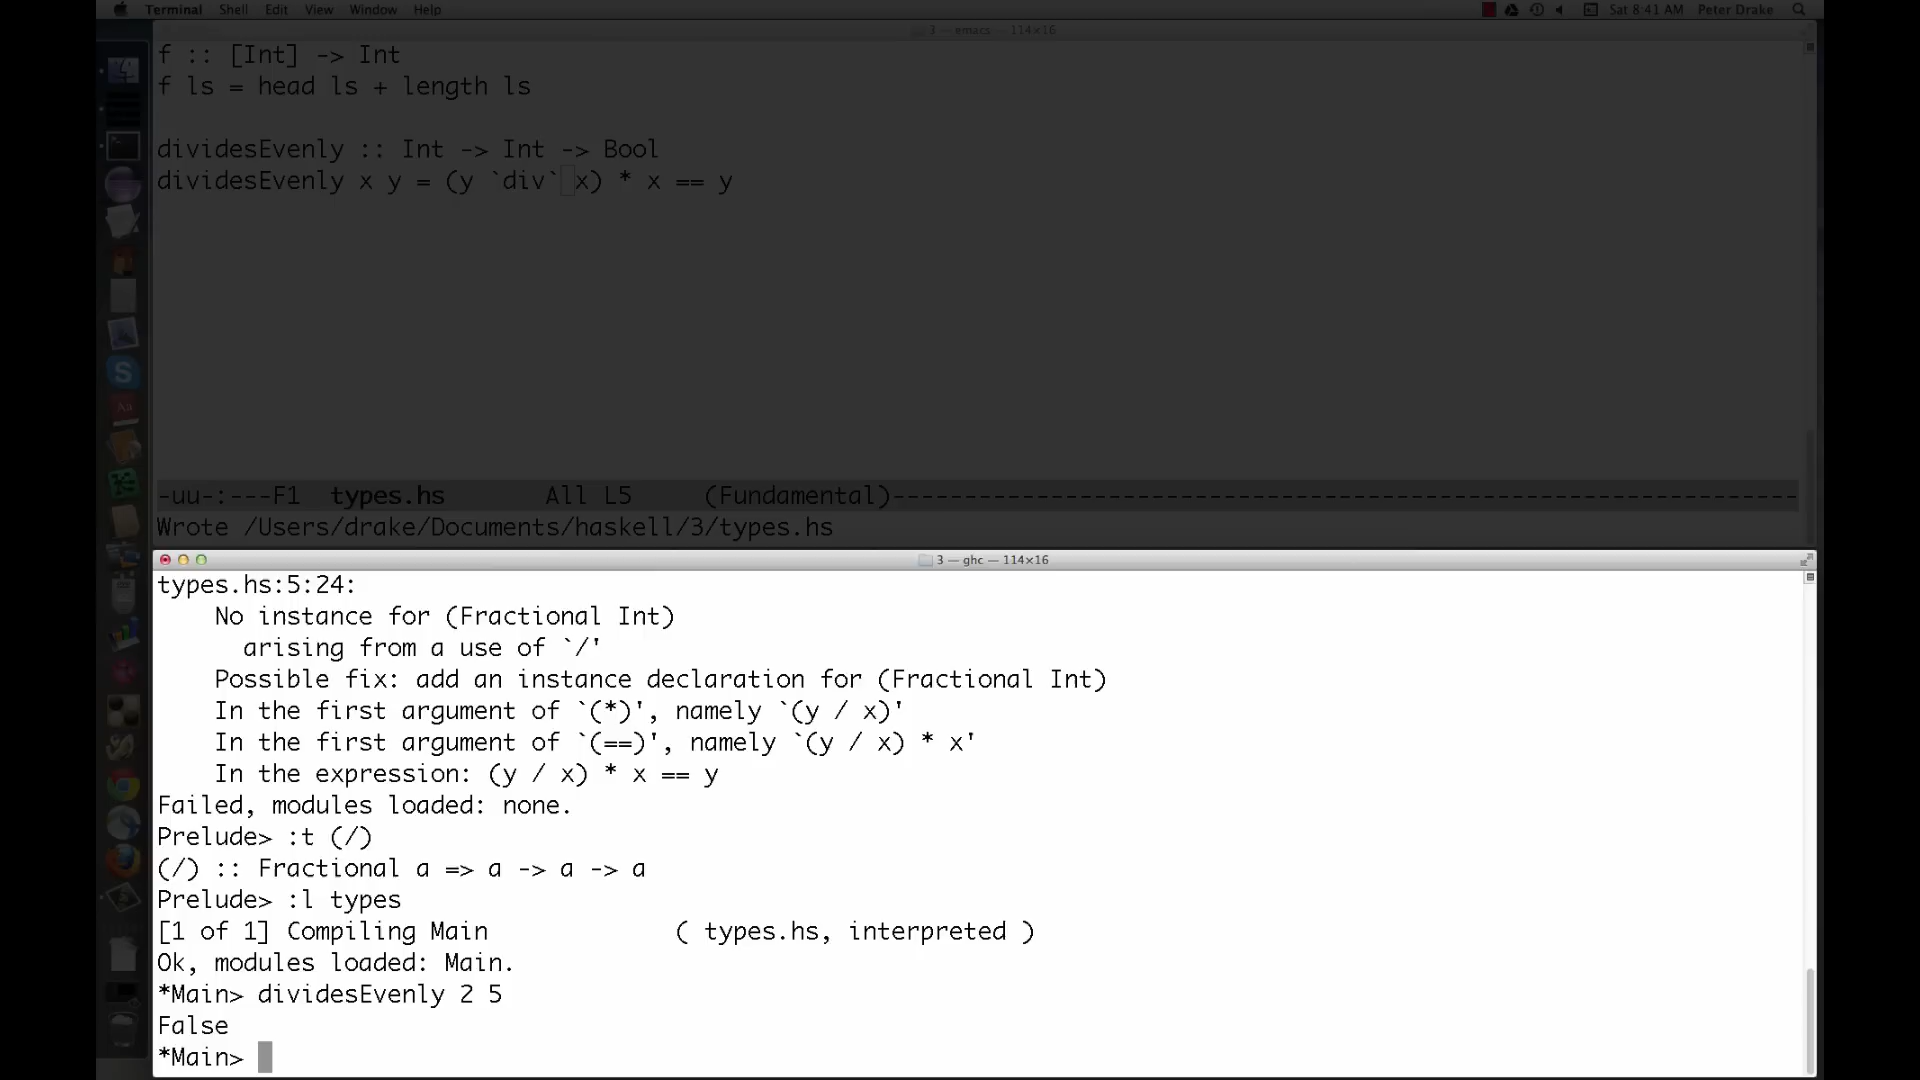 Terminal Shell Edit View Window Help Sat 8:41 AM Peter Drake
3 — emacs — 114×16
f :: [Int] -> Int
f ls = head ls + length ls
dividesEvenly :: Int -> Int -> Bool
dividesEvenly x y = (y `div` x) * x == y
-uu-:---F1 types.hs All L5 (Fundamental)---------------------------------------------------------------
Wrote /Users/drake/Documents/haskell/3/types.hs
3 — ghc — 114×16
types.hs:5:24:
No instance for (Fractional Int)
arising from a use of `/'
Possible fix: add an instance declaration for (Fractional Int)
In the first argument of `(*)', namely `(y / x)'
In the first argument of `(==)', namely `(y / x) * x'
In the expression: (y / x) * x == y
Failed, modules loaded: none.
Prelude> :t (/)
(/) :: Fractional a => a -> a -> a
Prelude> :l types
[1 of 1] Compiling Main ( types.hs, interpreted )
Ok, modules loaded: Main.
*Main> dividesEvenly 2 5
False
*Main>